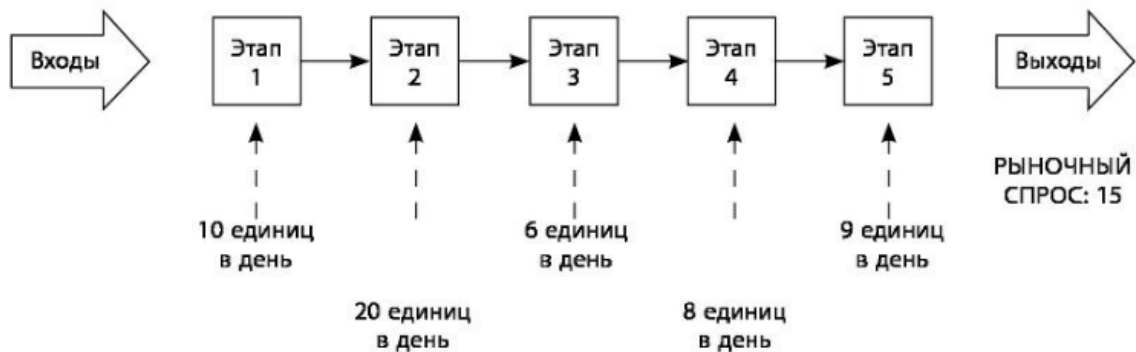 Входы
Этап
1
Этап
2
Этап
3
Этап
4
Этап
5
Выходы
РЫНОЧНЫЙ
СПРОС: 15
10 единиц
в день
6 единиц
в день
9 единиц
в день
20 единиц
в день
8 единиц
в день